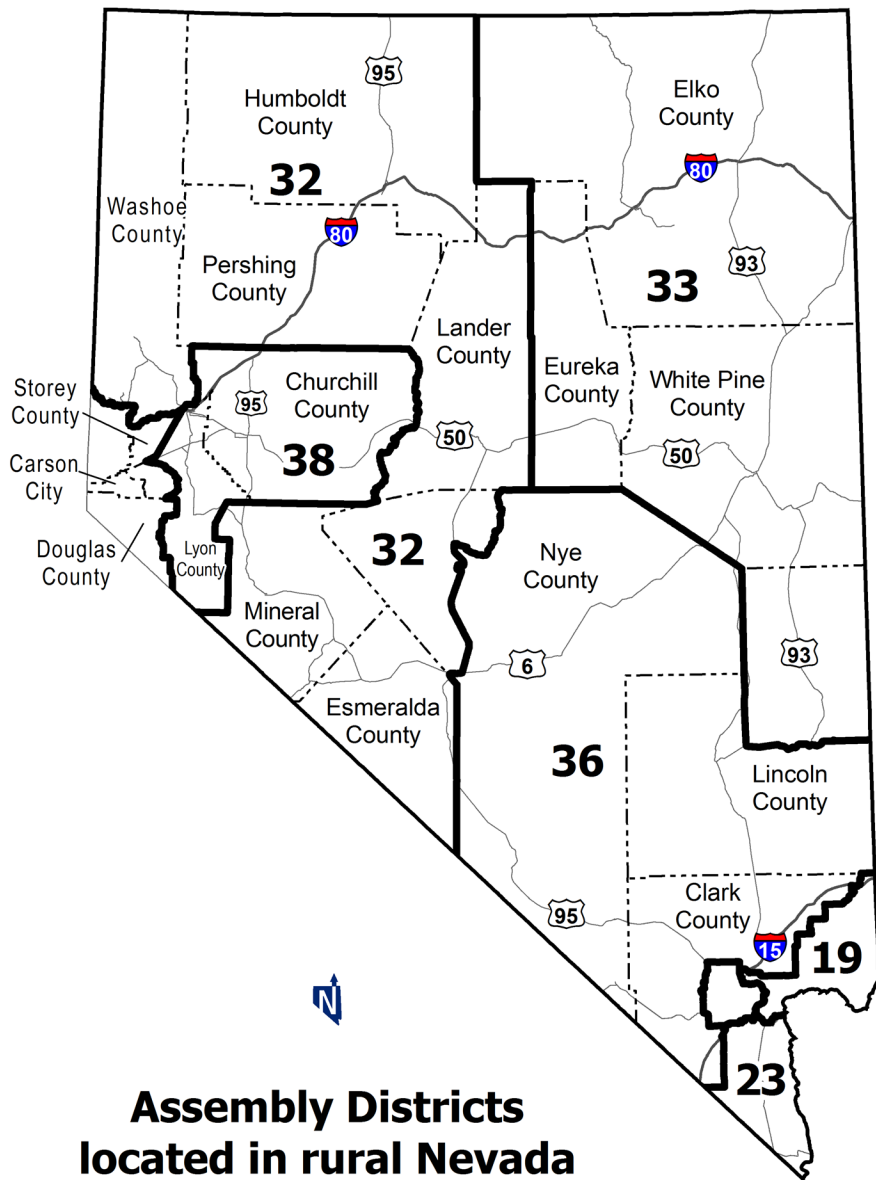 95
Humboldt
County
Elko
County
32
80
Washoe
County
80
Pershing
County
93
33
Lander
County
Eureka
County
White Pine
County
Storey
County
Churchill
County
95
50
50
38
Carson
City
Douglas
County
Lyon
County
32
Nye
County
Mineral
County
6
93
Esmeralda
County
36
Lincoln
County
Clark
County
95
15
19
N
23
Assembly Districts
located in rural Nevada